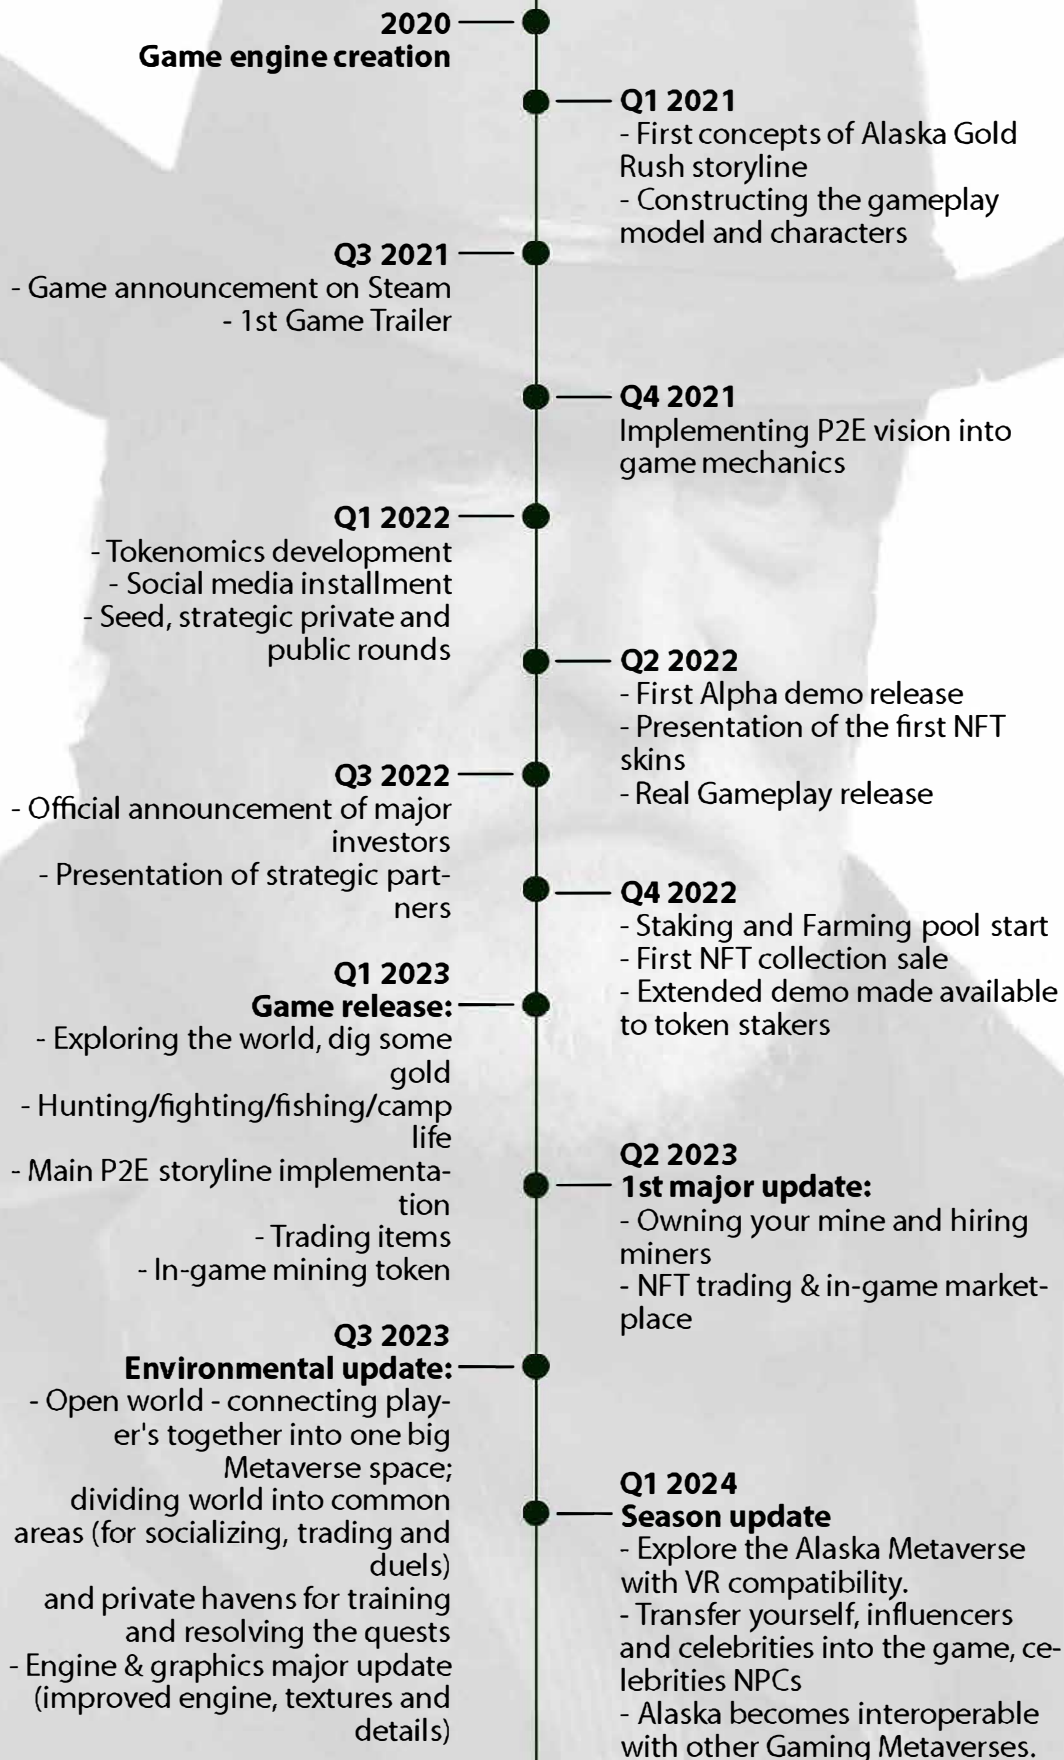 2020
Game engine creation
Q1 2021
- First concepts of Alaska Gold
Rush storyline
- Constructing the gameplay
model and characters
Q3 2021
- Game announcement on Steam
- 1st Game Trailer
Q4 2021
Implementing P2E vision into
game mechanics
Q1 2022
- Tokenomics development
- Social media installment
- Seed, strategic private and
public rounds
Q2 2022
- First Alpha demo release
- Presentation of the first NFT
skins
- Real Gameplay release
Q3 2022
- Official announcement of major
investors
- Presentation of strategic part-
ners
Q4 2022
- Staking and Farming pool start
- First NFT collection sale
- Extended demo made available
to token stakers
Q1 2023
Game release:
- Exploring the world, dig some
gold
- Hunting/fighting/fishing/camp
life
- Main P2E storyline implementa-
tion
- Trading items
- In-game mining token
Q2 2023
1st major update:
- Owning your mine and hiring
miners
- NFT trading & in-game market-
place
Q3 2023
Environmental update:
- Open world - connecting play-
er's together into one big
Metaverse space;
dividing world into common
areas (for socializing, trading and
duels)
and private havens for training
and resolving the quests
- Engine & graphics major update
(improved engine, textures and
details)
Q1 2024
Season update
- Explore the Alaska Metaverse
with VR compatibility.
- Transfer yourself, influencers
and celebrities into the game, ce-
lebrities NPCs
- Alaska becomes interoperable
with other Gaming Metaverses.